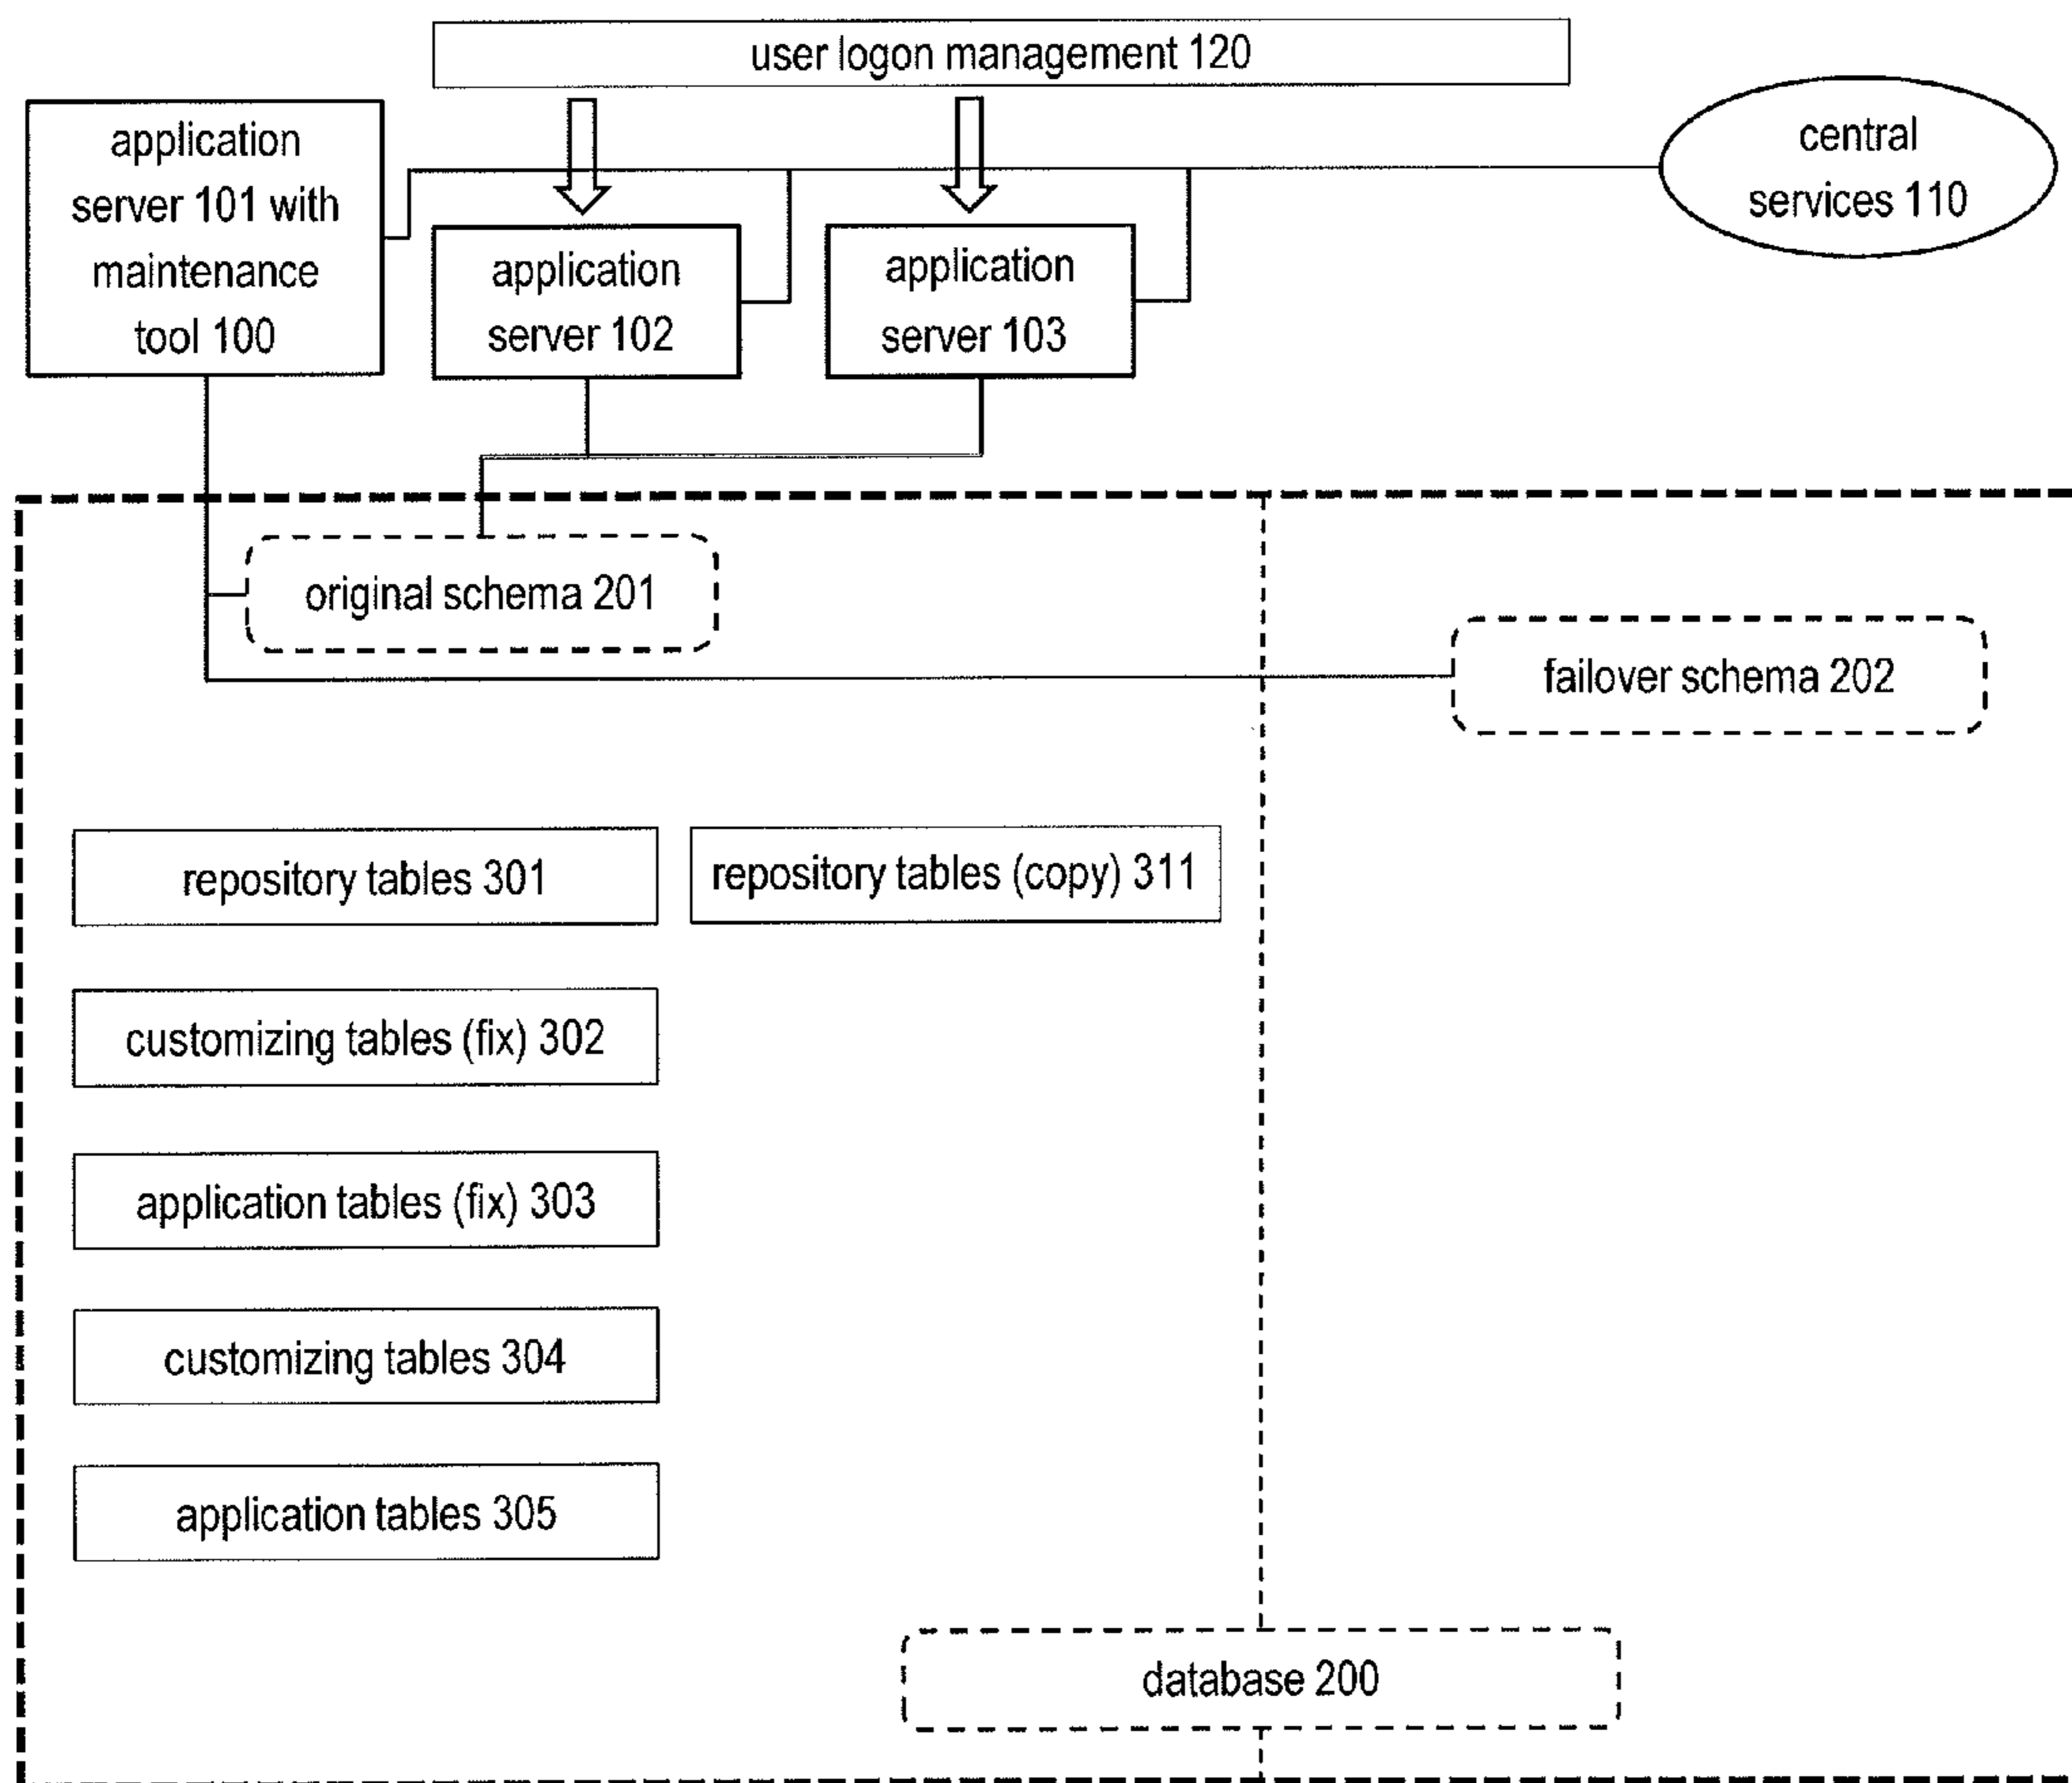 user logon management 120
application
server 101 with
maintenance
tool 100
central
services 110
application
server 102
application
server 103
original schema 201
failover schema 202
repository tables 301
repository tables (copy) 311
customizing tables (fix) 302
application tables (fix) 303
customizing tables 304
application tables 305
database 200